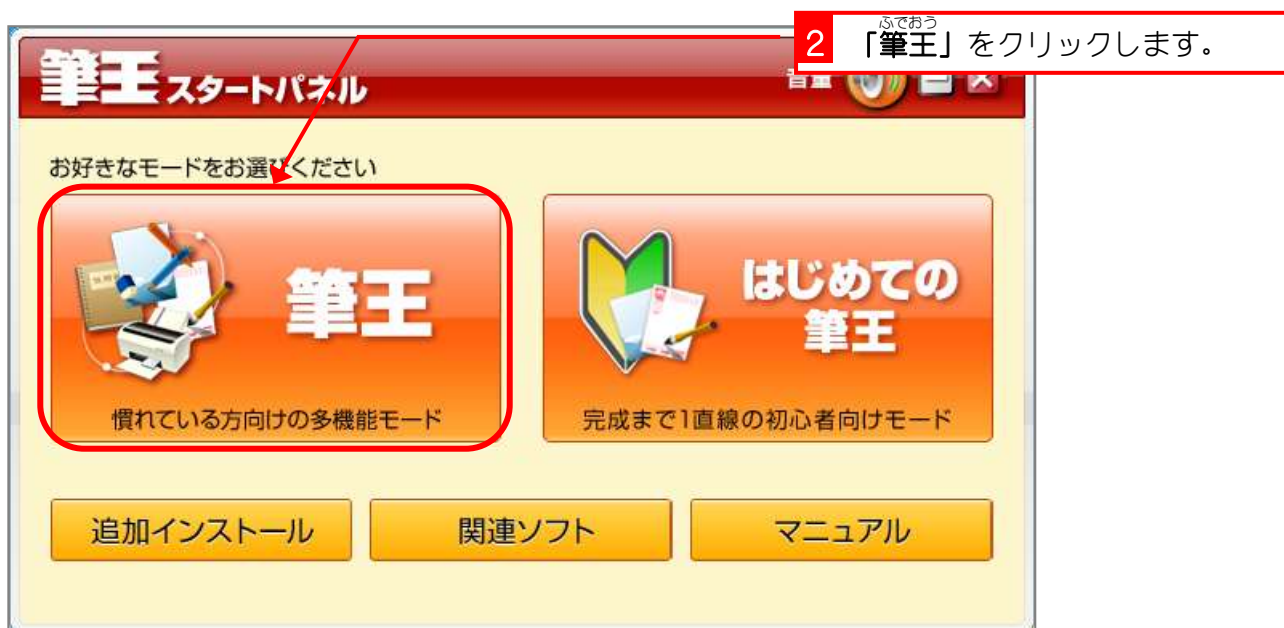 ふでおう
2 「筆王」をクリックします。
筆王 スタートパネル 音量
お好きなモードをお選びください
筆王
慣れている方向けの多機能モード
はじめての
筆王
完成まで1直線の初心者向けモード
追加インストール
関連ソフト
マニュアル